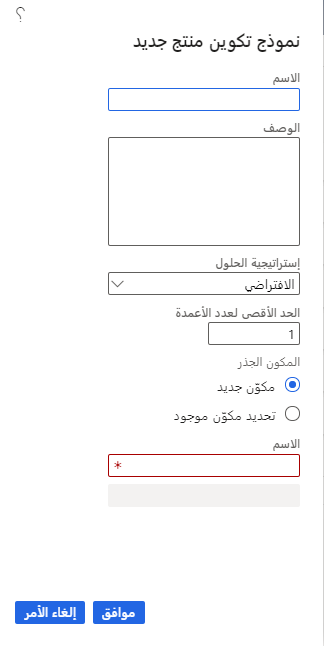 ؟
نموذج تكوين منتج جديد
الاسم
الوصف
إستراتيجية الحلول
الافتراضي
الحد الأقصى لعدد الأعمدة
1
المكون الجذر
مكوّن جديد
تحديد مكوّن موجود
الاسم
*
موافق إلغاء الأمر